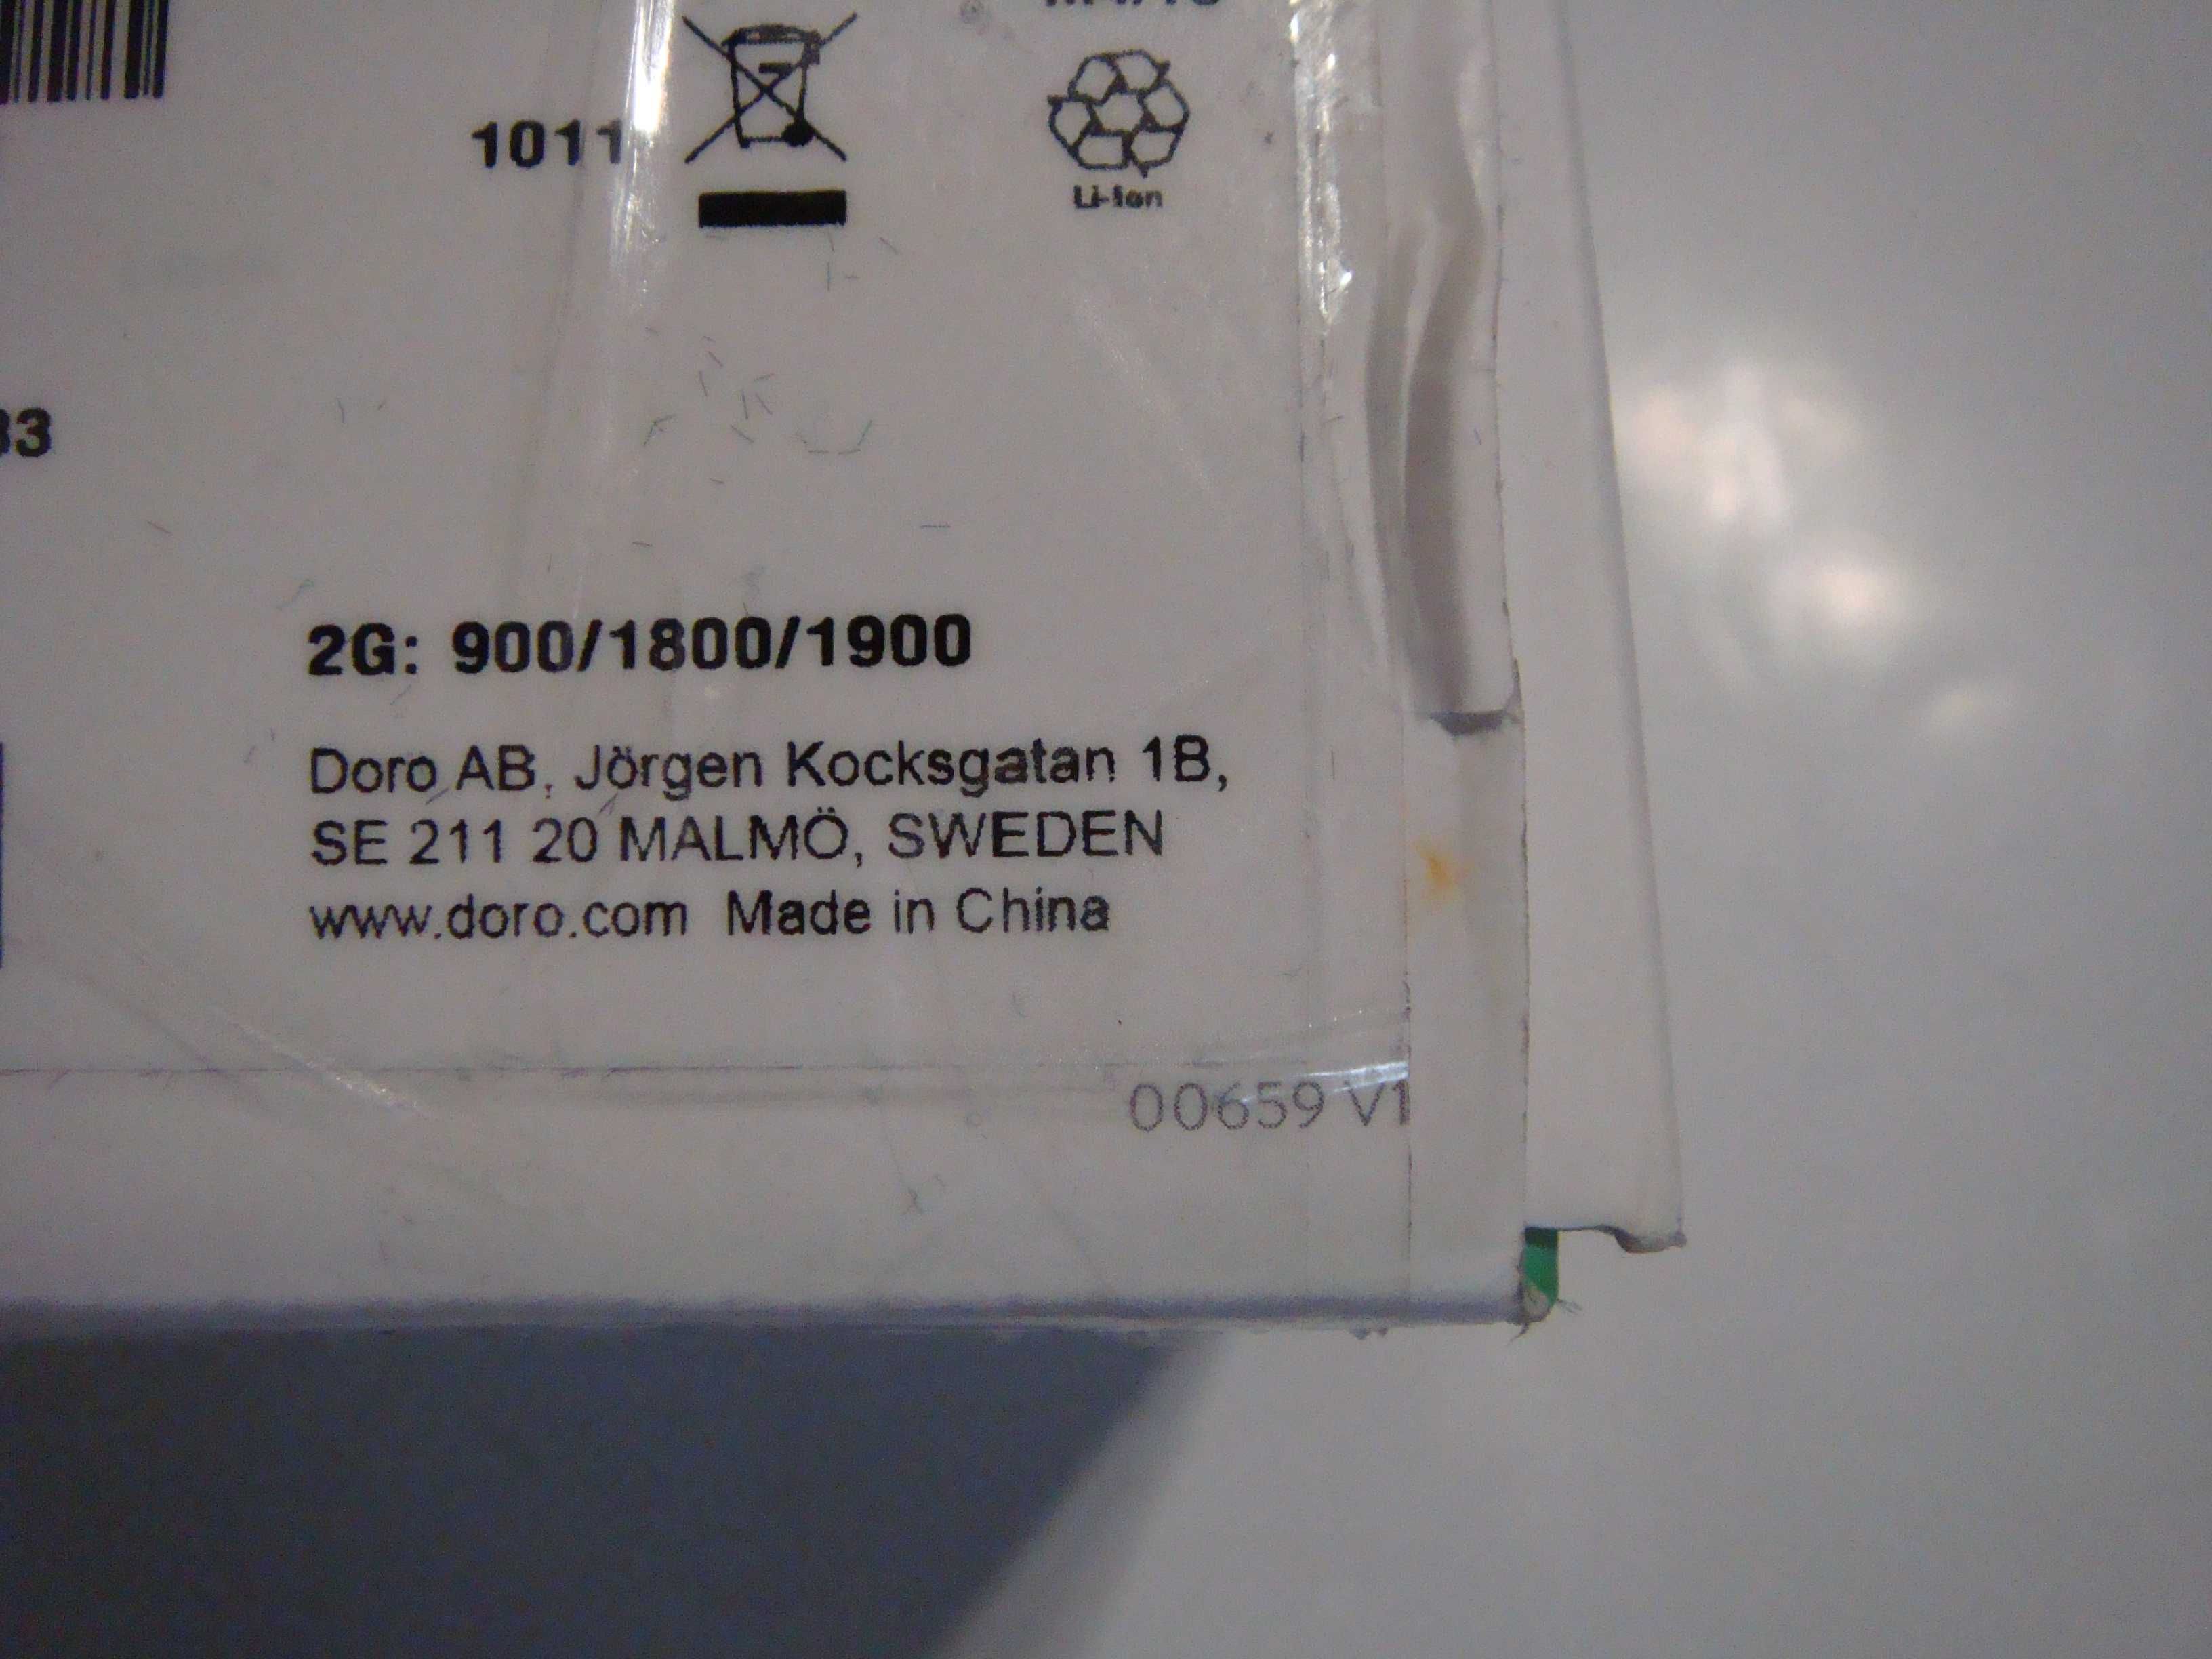 1011
Li-Ion
33
2G: 900/1800/1900
Doro AB, Jörgen Kocksgatan 1B,
SE 211 20 MALMÖ, SWEDEN
www.doro.com Made in China
00659 V1